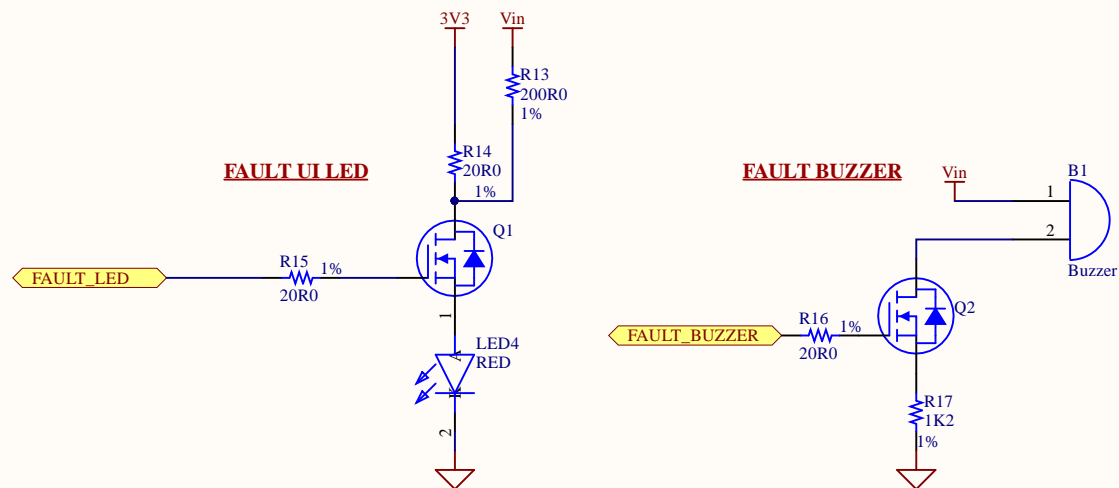 3V3
Vin
R13
200R0
1%
R14
20R0
1%
FAULT UI LED
Q1
FAULT_LED
R15
1%
20R0
1
LED4
RED
A
K
2
FAULT BUZZER
Vin
B1
1
2
Buzzer
Q2
FAULT_BUZZER
R16
1%
20R0
R17
1K2
1%